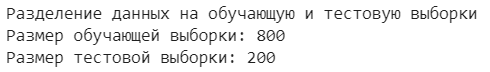 Разделение данных на обучающую и тестовую выборки
Размер обучающей выборки: 800
Размер тестовой выборки: 200